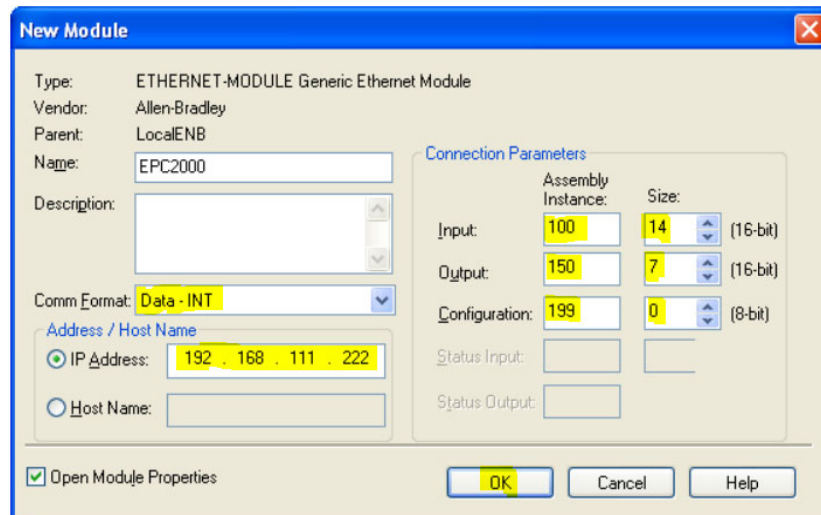 New Module
Type: ETHERNET-MODULE Generic Ethernet Module
Vendor: Allen-Bradley
Parent: LocalENB
Name: EPC2000
Description:
Comm Format: Data - INT
Address / Host Name
IP Address: 192 . 168 . 111 . 222
Host Name:
Connection Parameters
Assembly
Instance: Size:
Input: 100 14 (16-bit)
Output: 150 7 (16-bit)
Configuration: 199 0 (8-bit)
Status Input:
Status Output:
Open Module Properties
OK Cancel Help